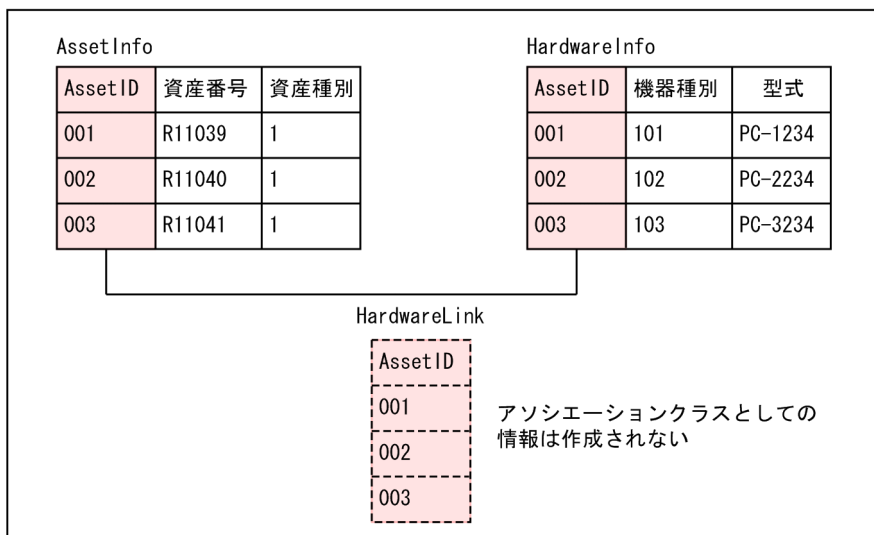 AssetInfo
AssetID 資産番号 資産種別
001 R11039 1
002 R11040 1
003 R11041 1
HardwareInfo
AssetID 機器種別 型式
001 101 PC-1234
002 102 PC-2234
003 103 PC-3234
HardwareLink
AssetID
001
002
003
アソシエーションクラスとしての
情報は作成されない